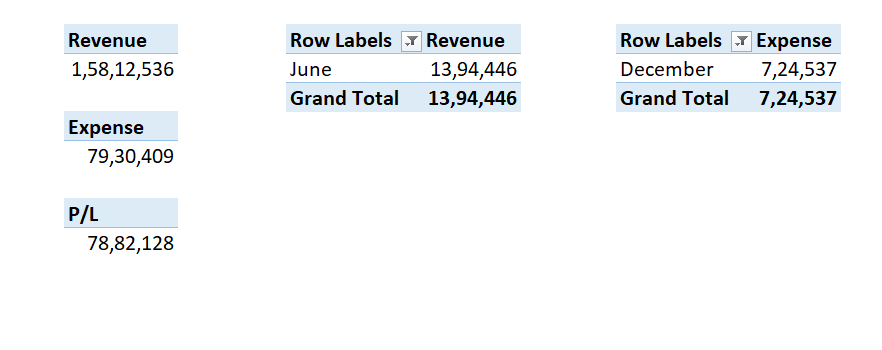 Revenue
1,58,12,536
Expense
79,30,409
P/L
78,82,128
Row Labels Revenue
June 13,94,446
Grand Total 13,94,446
Row Labels Expense
December 7,24,537
Grand Total 7,24,537